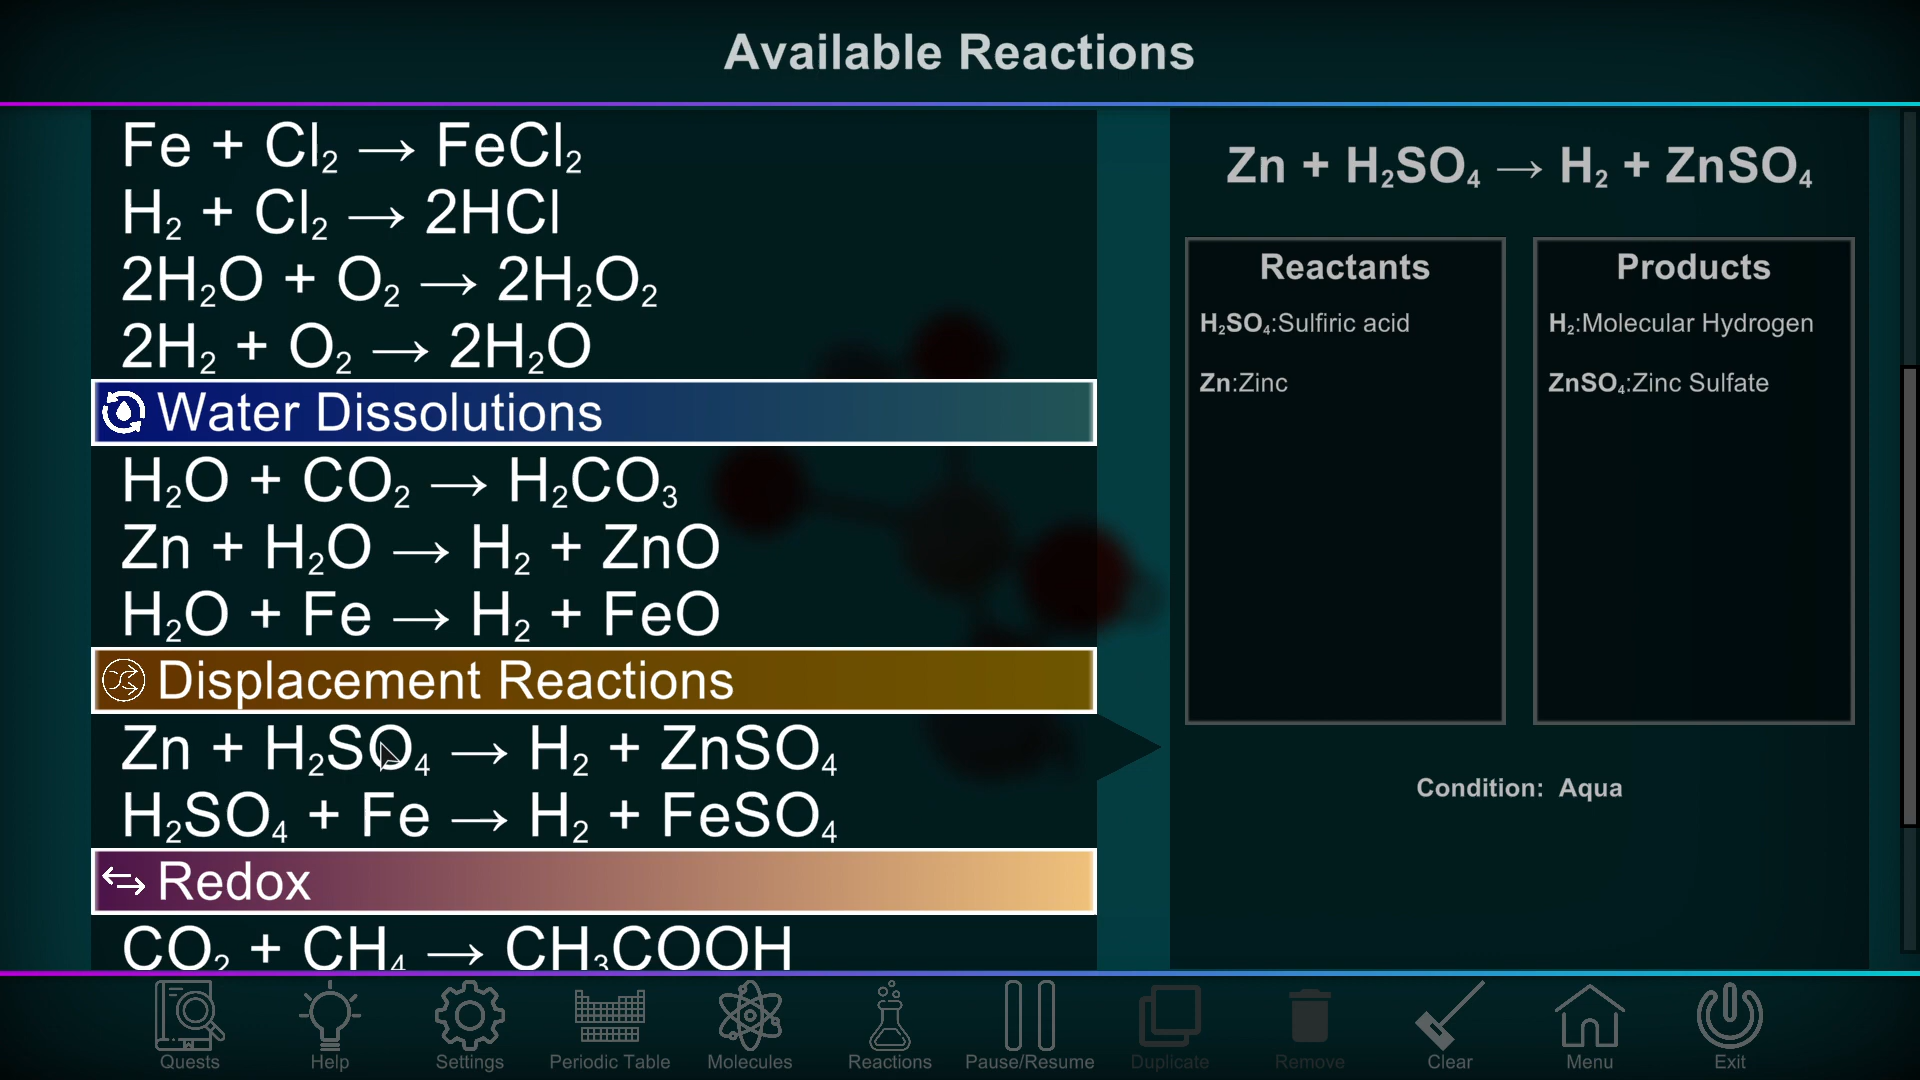 Available Reactions
Fe + Cl₂ → FeCl₂
H₂ + Cl₂ → 2HCl
2H₂O + O₂ → 2H₂O₂
2H₂ + O₂ → 2H₂O
Water Dissolutions
H₂O + CO₂ → H₂CO₃
Zn + H₂O → H₂ + ZnO
H₂O + Fe → H₂ + FeO
Displacement Reactions
Zn + H₂SO₄ → H₂ + ZnSO₄
H₂SO₄ + Fe → H₂ + FeSO₄
Redox
CO₂ + CH₄ → CH₃COOH
Zn + H₂SO₄ → H₂ + ZnSO₄
Reactants
H₂SO₄:Sulfiric acid
Zn:Zinc
Products
H₂:Molecular Hydrogen
ZnSO₄:Zinc Sulfate
Condition: Aqua
Quests
Help
Settings
Periodic Table
Molecules
Reactions
Pause/Resume
Duplicate
Remove
Clear
Menu
Exit